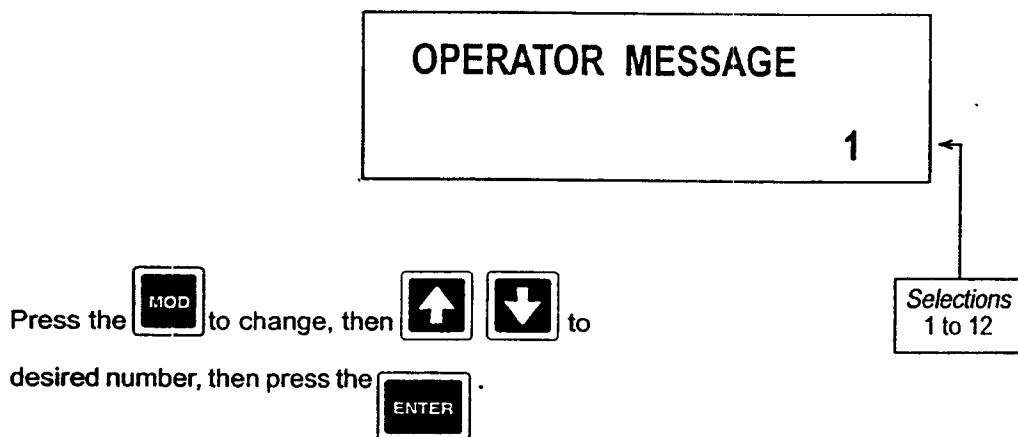 OPERATOR MESSAGE
1
Selections
1 to 12
Press the MOD to change, then to
desired number, then press the ENTER .